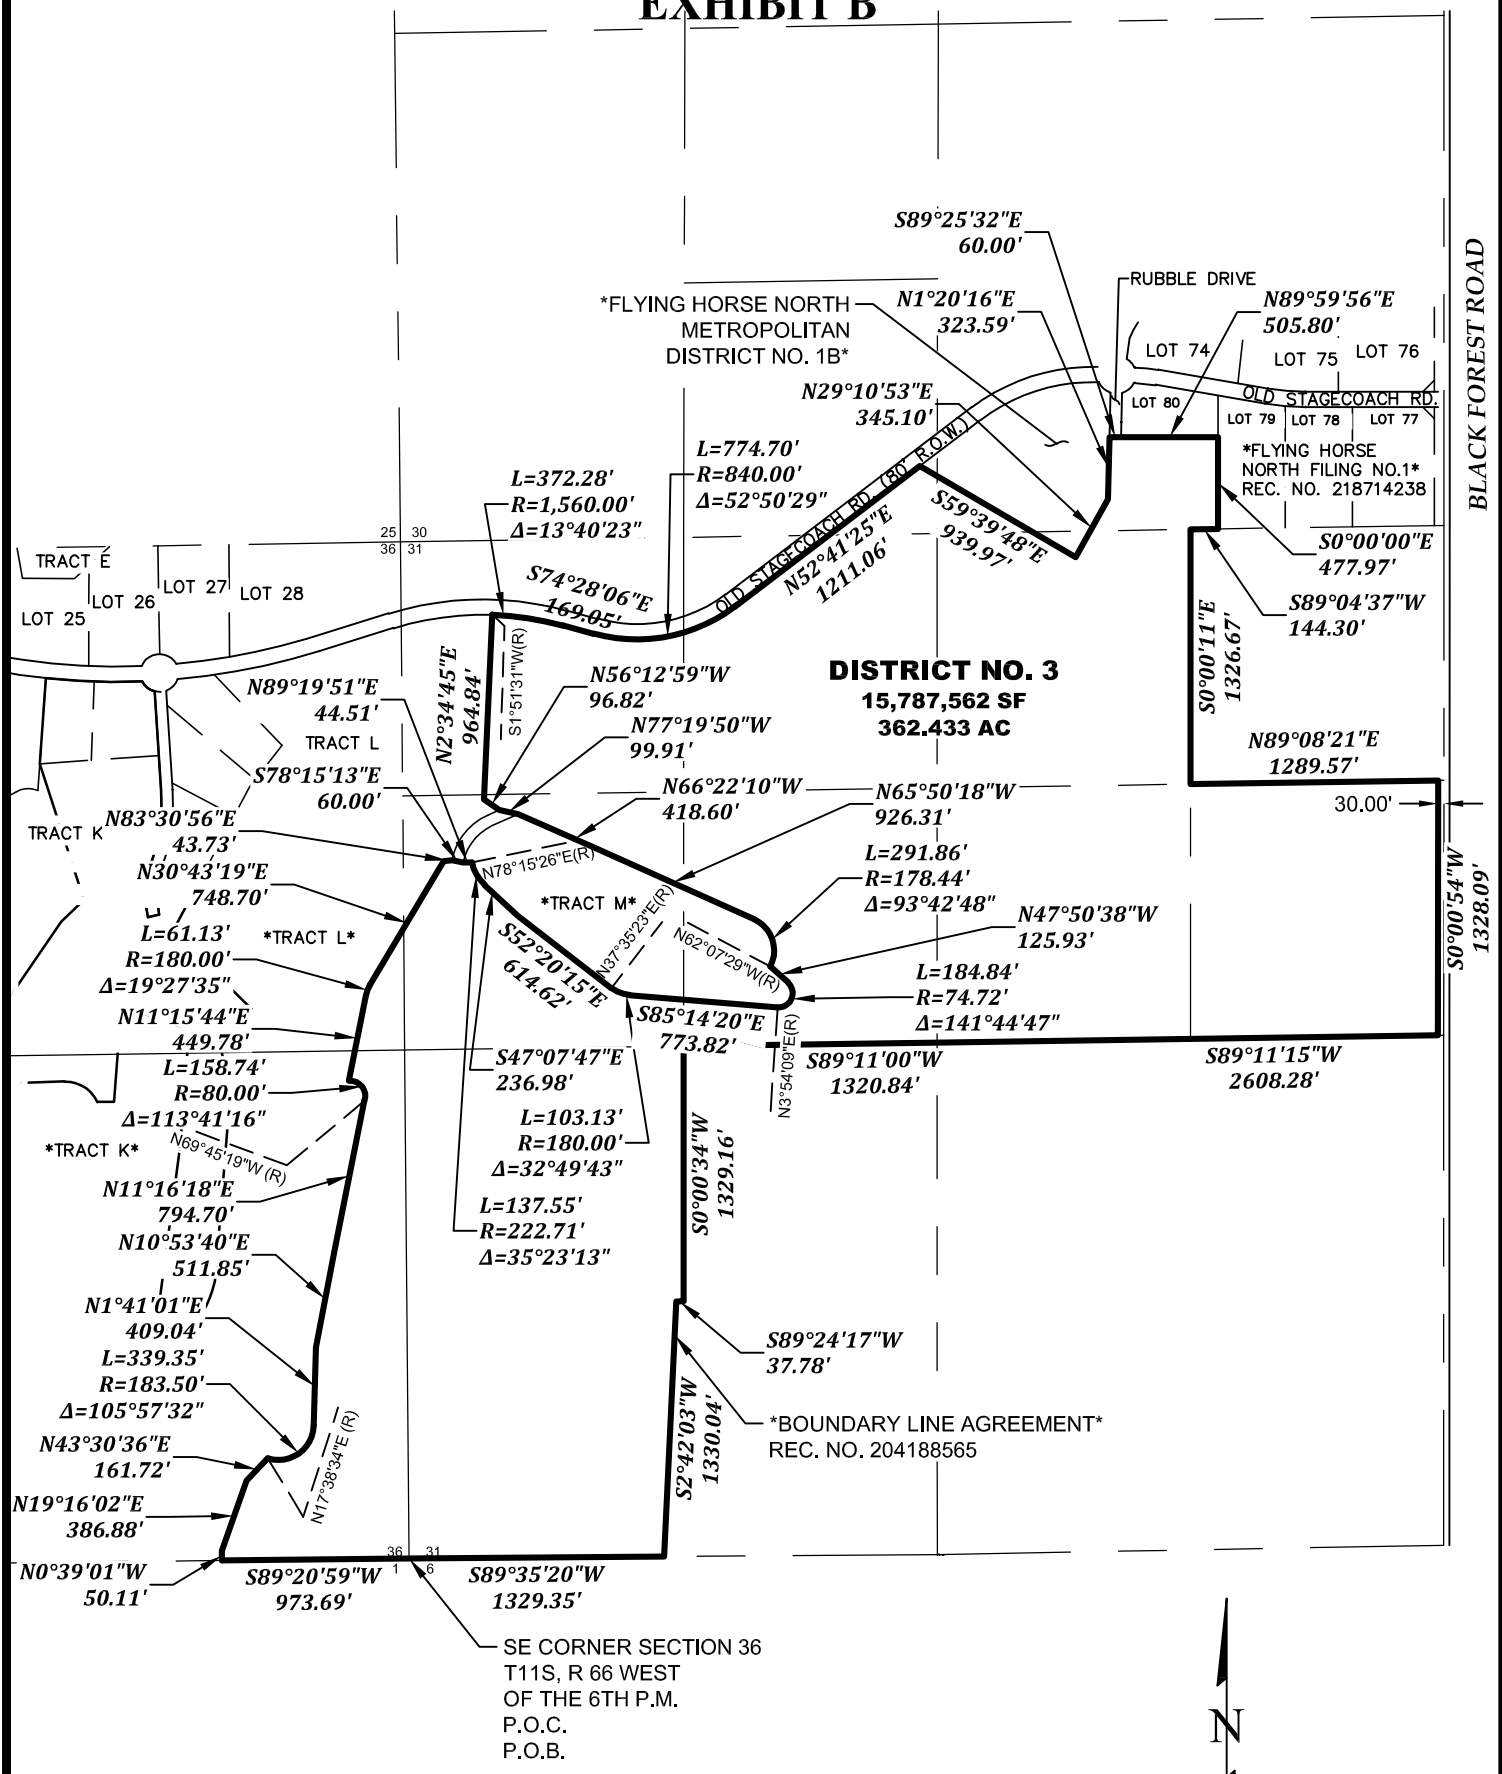 EXHIBIT B
S89°25'32"E
60.00'
RUBBLE DRIVE
*FLYING HORSE NORTH
METROPOLITAN
DISTRICT NO. 1B*
N1°20'16"E
323.59'
N89°59'56"E
505.80'
BLACK FOREST ROAD
LOT 74
LOT 75
LOT 76
N29°10'53"E
345.10'
LOT 80
OLD STAGECOACH RD.
LOT 79
LOT 78
LOT 77
L=774.70'
R=840.00'
Δ=52°50'29"
*FLYING HORSE
NORTH FILING NO.1*
REC. NO. 218714238
L=372.28'
R=1,560.00'
Δ=13°40'23"
OLD STAGECOACH RD. (80' R.O.W.)
N52°41'25"E
1211.06'
S59°39'48"E
939.97'
25 30
36 31
S0°00'00"E
477.97'
TRACT E
LOT 25
LOT 26
LOT 27
LOT 28
S74°28'06"E
169.05'
S89°04'37"W
144.30'
S0°00'11"E
1326.67'
N2°34'45"E
964.84'
S1°51'31"W(R)
N89°19'51"E
44.51'
N56°12'59"W
96.82'
DISTRICT NO. 3
15,787,562 SF
362.433 AC
TRACT L
N77°19'50"W
99.91'
N89°08'21"E
1289.57'
S78°15'13"E
60.00'
N66°22'10"W
418.60'
N65°50'18"W
926.31'
30.00'
TRACT K
N83°30'56"E
43.73'
N30°43'19"E
748.70'
N78°15'26"E(R)
L=291.86'
R=178.44'
Δ=93°42'48"
S0°00'54"W
1328.09'
*TRACT M*
N47°50'38"W
125.93'
L=61.13'
R=180.00'
Δ=19°27'35"
*TRACT L*
S52°20'15"E
614.62'
N37°35'23"E(R)
N62°07'29"W(R)
L=184.84'
R=74.72'
Δ=141°44'47"
N11°15'44"E
449.78'
S85°14'20"E
773.82'
S47°07'47"E
236.98'
N3°54'09"E(R)
S89°11'00"W
1320.84'
S89°11'15"W
2608.28'
L=158.74'
R=80.00'
Δ=113°41'16"
L=103.13'
R=180.00'
Δ=32°49'43"
*TRACT K*
N69°45'19"W (R)
S0°00'34"W
1329.16'
N11°16'18"E
794.70'
L=137.55'
R=222.71'
Δ=35°23'13"
N10°53'40"E
511.85'
N1°41'01"E
409.04'
S89°24'17"W
37.78'
L=339.35'
R=183.50'
Δ=105°57'32"
S2°42'03"W
1330.04'
*BOUNDARY LINE AGREEMENT*
REC. NO. 204188565
N43°30'36"E
161.72'
N17°38'34"E (R)
N19°16'02"E
386.88'
N0°39'01"W
50.11'
36 31
1 6
S89°20'59"W
973.69'
S89°35'20"W
1329.35'
SE CORNER SECTION 36
T11S, R 66 WEST
OF THE 6TH P.M.
P.O.C.
P.O.B.
N